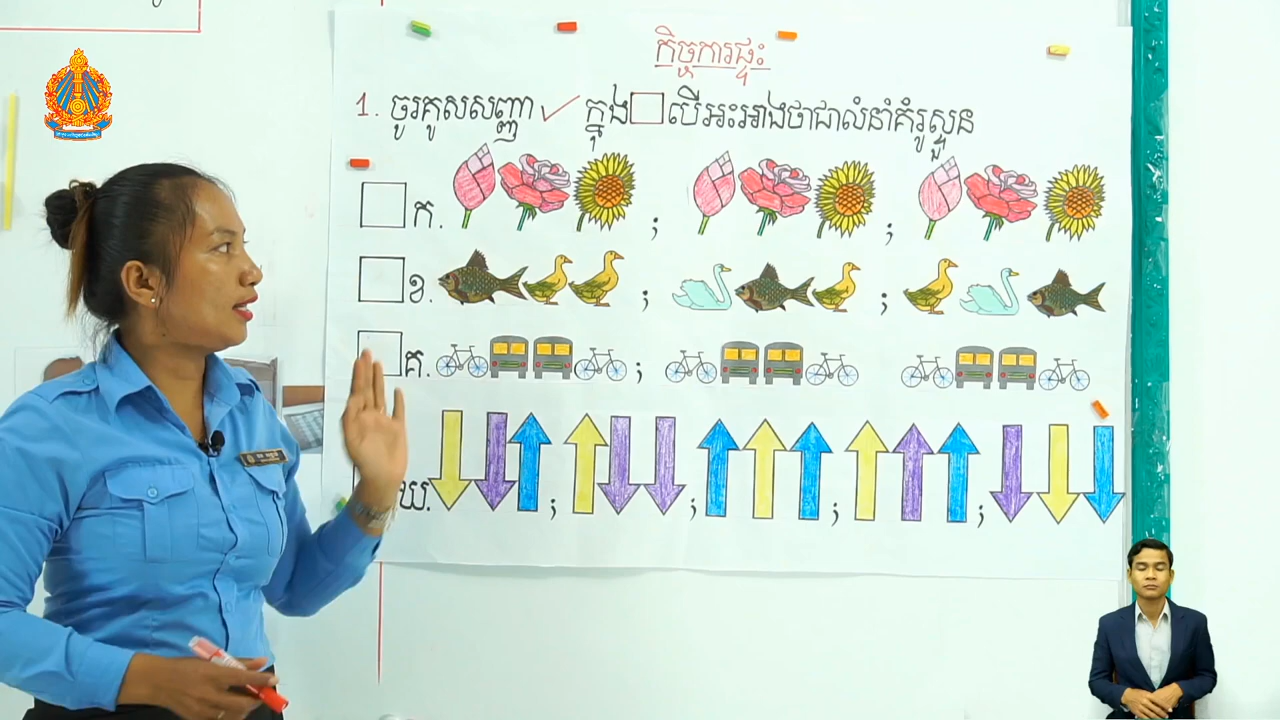 កិច្ចការផ្ទះ
1. ចូរគូសសញ្ញា ✓ ក្នុង □ បើអះអាងថាជាលំនាំគំរូស្ទួន
ក. ; ;
ខ. ; ;
គ. ;
ឃ. ; ; ; ;